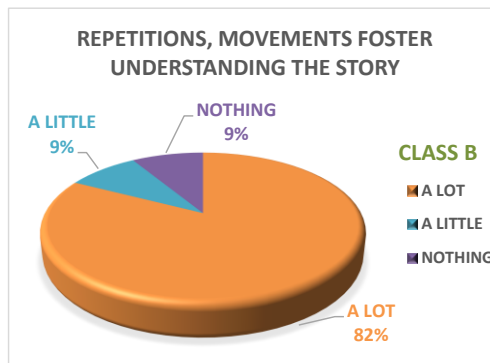 REPETITIONS, MOVEMENTS FOSTER
UNDERSTANDING THE STORY
NOTHING
9%
A LITTLE
9%
CLASS B
A LOT
A LITTLE
NOTHING
A LOT
82%